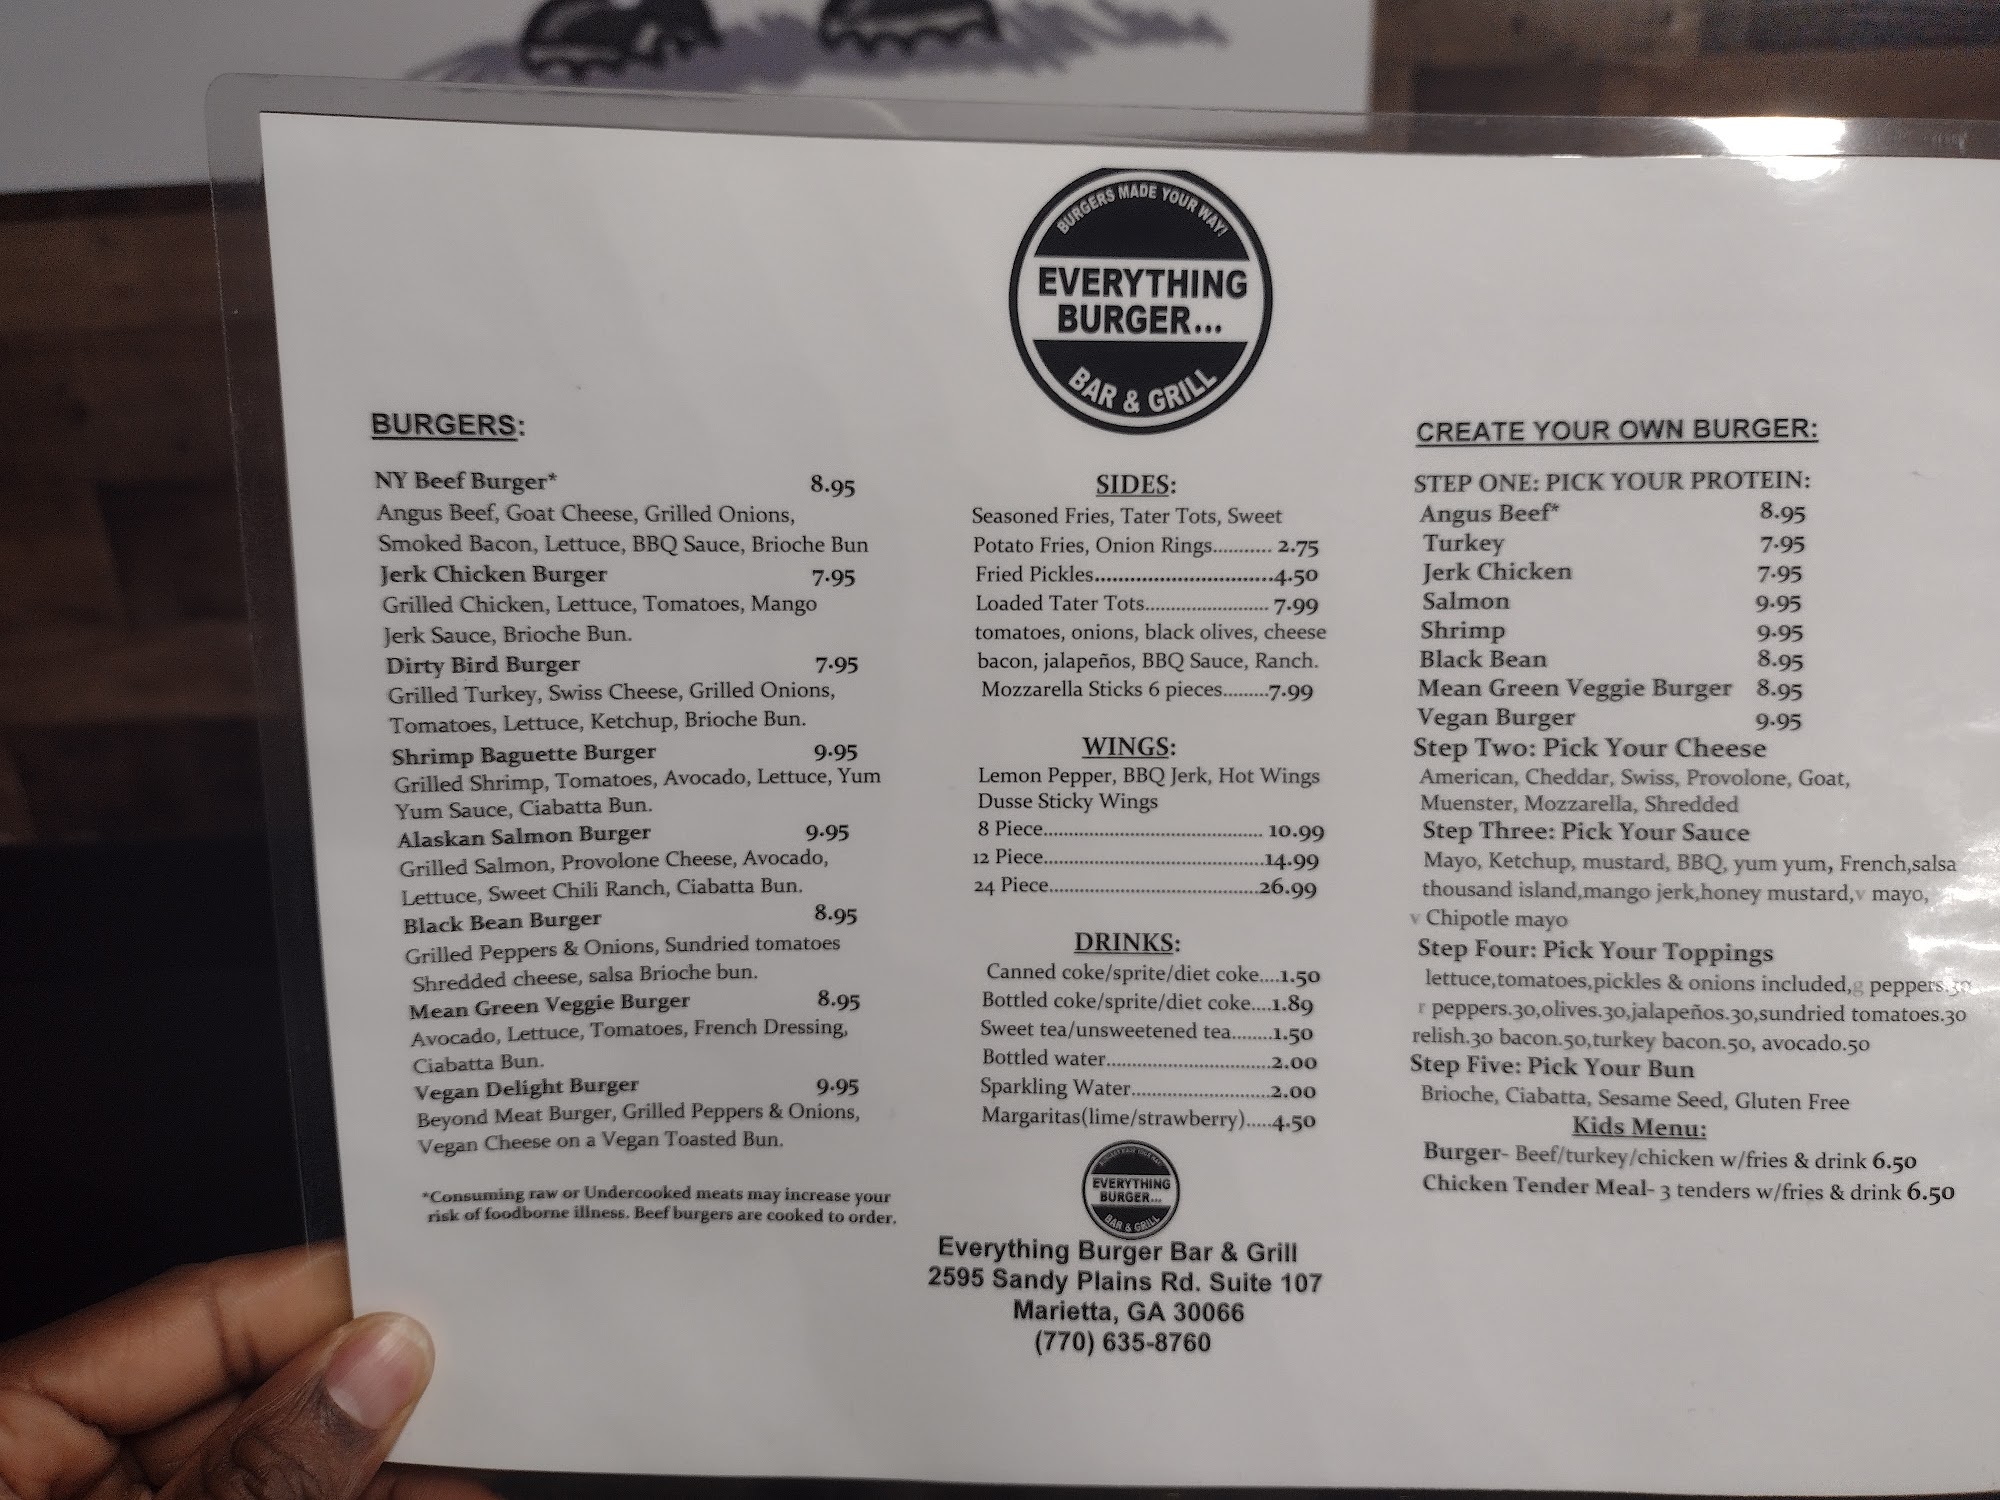 BURGERS MADE YOUR WAY!
EVERYTHING
BURGER...
BAR & GRILL
BURGERS:
NY Beef Burger* 8.95
Angus Beef, Goat Cheese, Grilled Onions,
Smoked Bacon, Lettuce, BBQ Sauce, Brioche Bun
Jerk Chicken Burger 7.95
Grilled Chicken, Lettuce, Tomatoes, Mango
Jerk Sauce, Brioche Bun.
Dirty Bird Burger 7.95
Grilled Turkey, Swiss Cheese, Grilled Onions,
Tomatoes, Lettuce, Ketchup, Brioche Bun.
Shrimp Baguette Burger 9.95
Grilled Shrimp, Tomatoes, Avocado, Lettuce, Yum
Yum Sauce, Ciabatta Bun.
Alaskan Salmon Burger 9.95
Grilled Salmon, Provolone Cheese, Avocado,
Lettuce, Sweet Chili Ranch, Ciabatta Bun.
Black Bean Burger 8.95
Grilled Peppers & Onions, Sundried tomatoes
Shredded cheese, salsa Brioche bun.
Mean Green Veggie Burger 8.95
Avocado, Lettuce, Tomatoes, French Dressing,
Ciabatta Bun.
Vegan Delight Burger 9.95
Beyond Meat Burger, Grilled Peppers & Onions,
Vegan Cheese on a Vegan Toasted Bun.
*Consuming raw or Undercooked meats may increase your
risk of foodborne illness. Beef burgers are cooked to order.
SIDES:
Seasoned Fries, Tater Tots, Sweet
Potato Fries, Onion Rings........... 2.75
Fried Pickles..............................4.50
Loaded Tater Tots........................ 7.99
tomatoes, onions, black olives, cheese
bacon, jalapeños, BBQ Sauce, Ranch.
Mozzarella Sticks 6 pieces.........7.99
WINGS:
Lemon Pepper, BBQ Jerk, Hot Wings
Dusse Sticky Wings
8 Piece........................................... 10.99
12 Piece...........................................14.99
24 Piece.........................................26.99
DRINKS:
Canned coke/sprite/diet coke....1.50
Bottled coke/sprite/diet coke....1.89
Sweet tea/unsweetened tea........1.50
Bottled water................................2.00
Sparkling Water...........................2.00
Margaritas(lime/strawberry).....4.50
EVERYTHING
BURGER...
BAR & GRILL
Everything Burger Bar & Grill
2595 Sandy Plains Rd. Suite 107
Marietta, GA 30066
(770) 635-8760
CREATE YOUR OWN BURGER:
STEP ONE: PICK YOUR PROTEIN:
Angus Beef* 8.95
Turkey 7.95
Jerk Chicken 7.95
Salmon 9.95
Shrimp 9.95
Black Bean 8.95
Mean Green Veggie Burger 8.95
Vegan Burger 9.95
Step Two: Pick Your Cheese
American, Cheddar, Swiss, Provolone, Goat,
Muenster, Mozzarella, Shredded
Step Three: Pick Your Sauce
Mayo, Ketchup, mustard, BBQ, yum yum, French,salsa
thousand island,mango jerk,honey mustard,v mayo,
v Chipotle mayo
Step Four: Pick Your Toppings
lettuce,tomatoes,pickles & onions included,g peppers.30
r peppers.30,olives.30,jalapeños.30,sundried tomatoes.30
relish.30 bacon.50,turkey bacon.50, avocado.50
Step Five: Pick Your Bun
Brioche, Ciabatta, Sesame Seed, Gluten Free
Kids Menu:
Burger- Beef/turkey/chicken w/fries & drink 6.50
Chicken Tender Meal- 3 tenders w/fries & drink 6.50